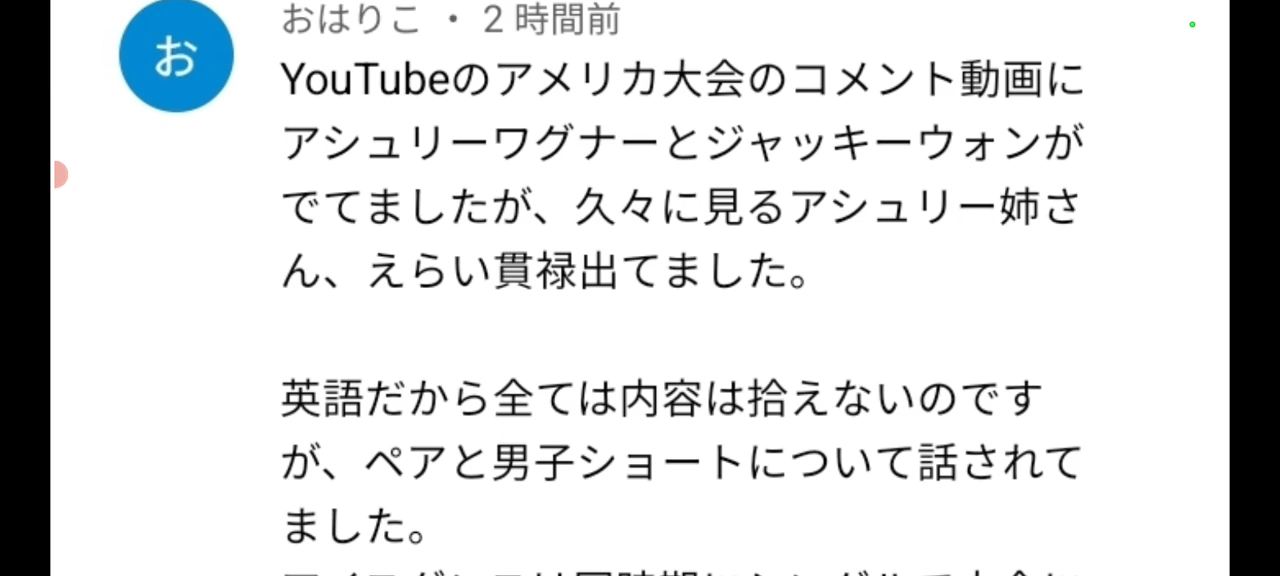 お
おはりこ ・ 2 時間前
YouTubeのアメリカ大会のコメント動画に
アシュリーワグナーとジャッキーウォンが
でてましたが、久々に見るアシュリー姉さ
ん、えらい貫禄出てました。
英語だから全ては内容は拾えないのです
が、ペアと男子ショートについて話されて
ました。